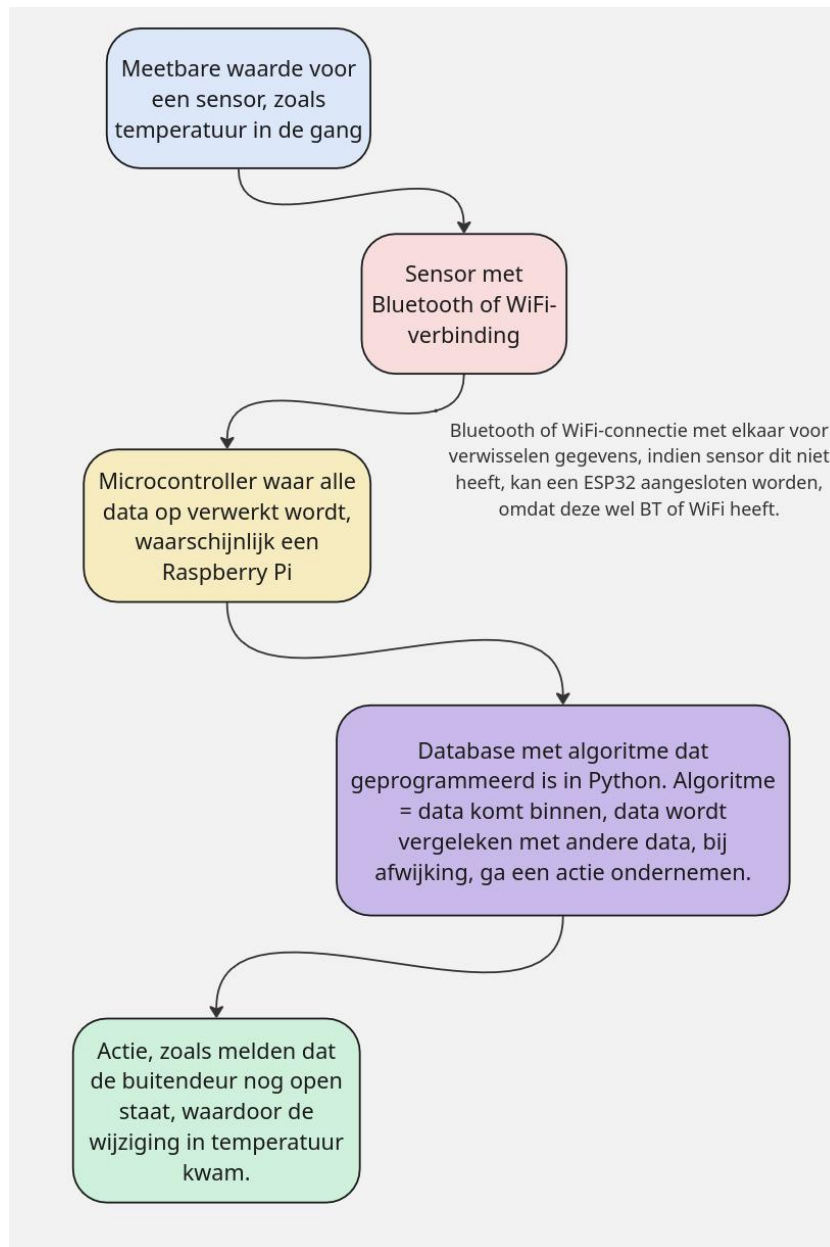 Meetbare waarde voor
een sensor, zoals
temperatuur in de gang
Sensor met
Bluetooth of WiFi-
verbinding
Bluetooth of WiFi-connectie met elkaar voor
verwisselen gegevens, indien sensor dit niet
heeft, kan een ESP32 aangesloten worden,
omdat deze wel BT of WiFi heeft.
Microcontroller waar alle
data op verwerkt wordt,
waarschijnlijk een
Raspberry Pi
Database met algoritme dat
geprogrammeerd is in Python. Algoritme
= data komt binnen, data wordt
vergeleken met andere data, bij
afwijking, ga een actie ondernemen.
Actie, zoals melden dat
de buitendeur nog open
staat, waardoor de
wijziging in temperatuur
kwam.